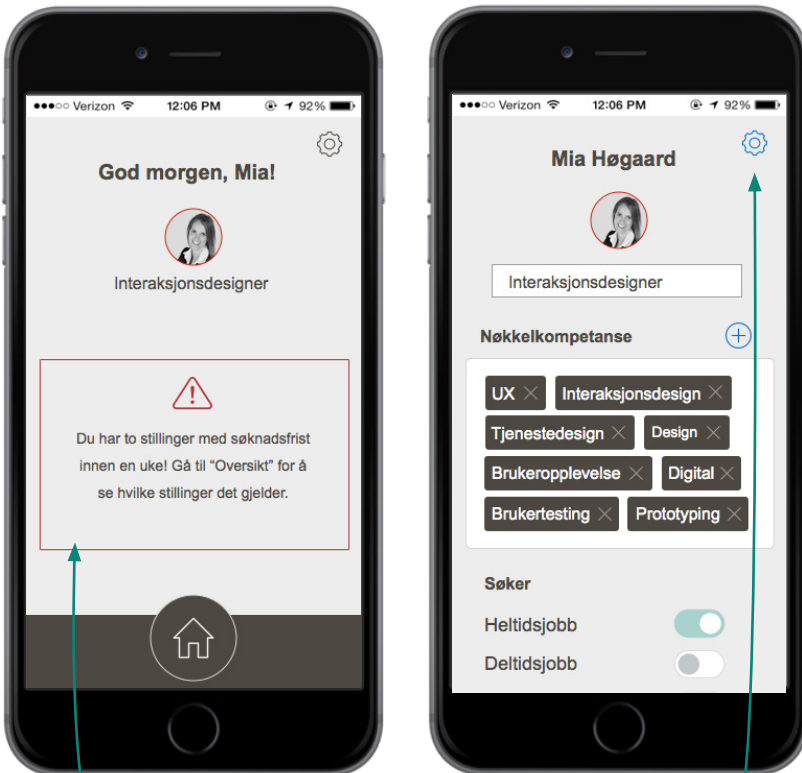 ●●●○○ Verizon 12:06 PM 92%
God morgen, Mia!
Interaksjonsdesigner
Du har to stillinger med søknadsfrist
innen en uke! Gå til “Oversikt” for å
se hvilke stillinger det gjelder.
●●●○○ Verizon 12:06 PM 92%
Mia Høgaard
Interaksjonsdesigner
Nøkkelkompetanse
UX Interaksjonsdesign
Tjenestedesign Design
Brukeropplevelse Digital
Brukertesting Prototyping
Søker
Heltidsjobb
Deltidsjobb